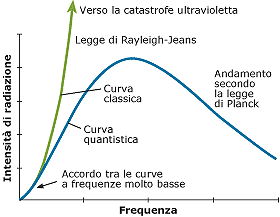 Verso la catastrofe ultravioletta
Legge di Rayleigh-Jeans
Intensità di radiazione
Curva
classica
Andamento
secondo
la legge
di Planck
Curva
quantistica
Accordo tra le curve
a frequenze molto basse
Frequenza